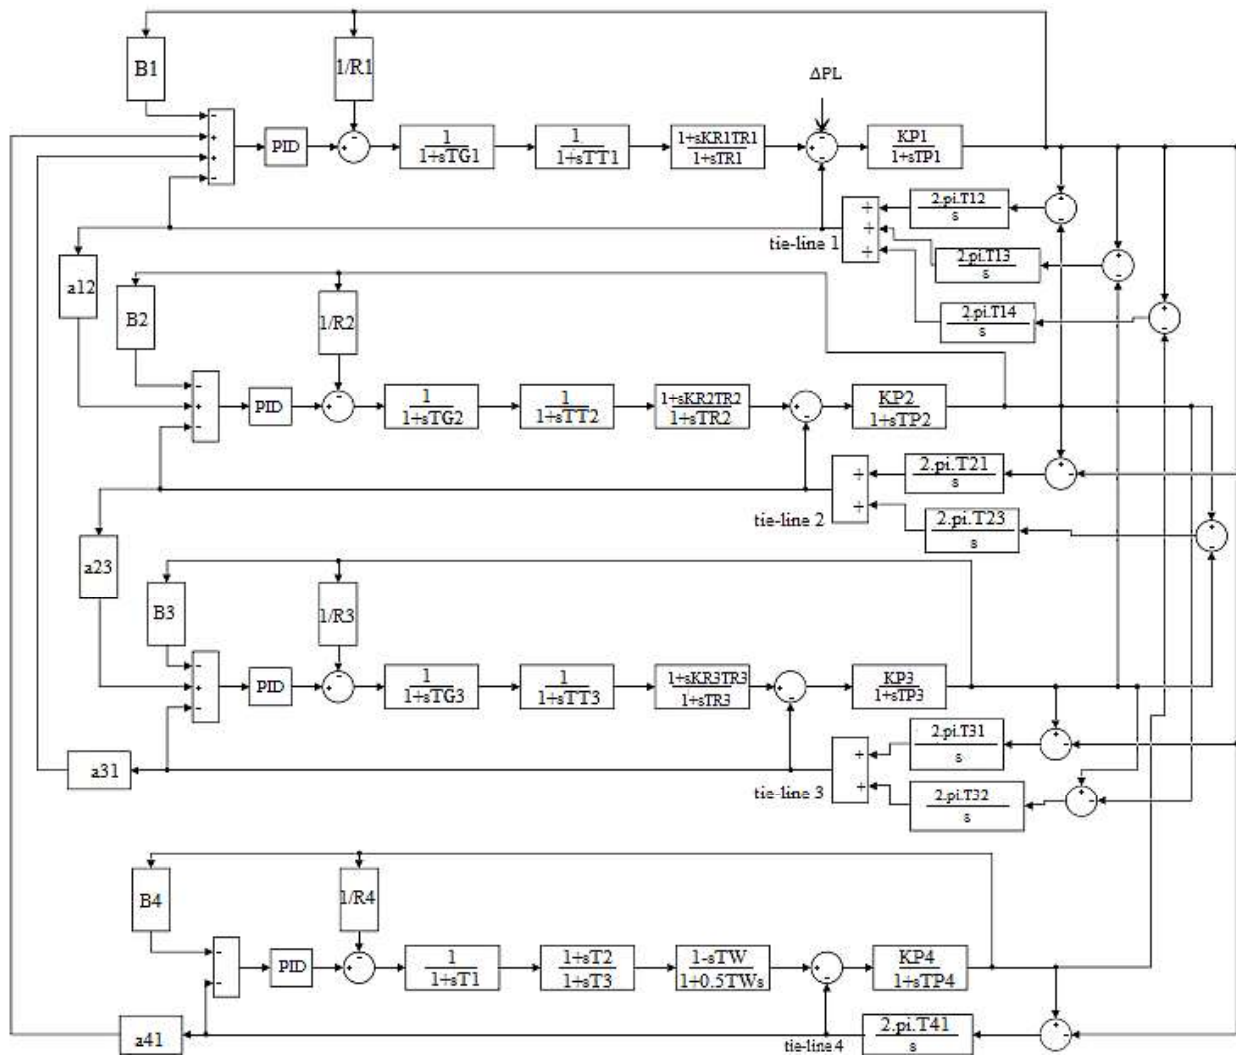 B1
1/R1
ΔPL
PID
1
1+sTG1
1
1+sTT1
1+sKR1TR1
1+sTR1
KP1
1+sTP1
2.pi.T12
s
tie-line 1
2.pi.T13
s
2.pi.T14
s
a12
B2
1/R2
PID
1
1+sTG2
1
1+sTT2
1+sKR2TR2
1+sTR2
KP2
1+sTP2
2.pi.T21
s
tie-line 2
2.pi.T23
s
a23
B3
1/R3
PID
1
1+sTG3
1
1+sTT3
1+sKR3TR3
1+sTR3
KP3
1+sTP3
2.pi.T31
s
a31
tie-line 3
2.pi.T32
s
B4
1/R4
PID
1
1+sT1
1+sT2
1+sT3
1-sTW
1+0.5TWs
KP4
1+sTP4
a41
tie-line 4
2.pi.T41
s